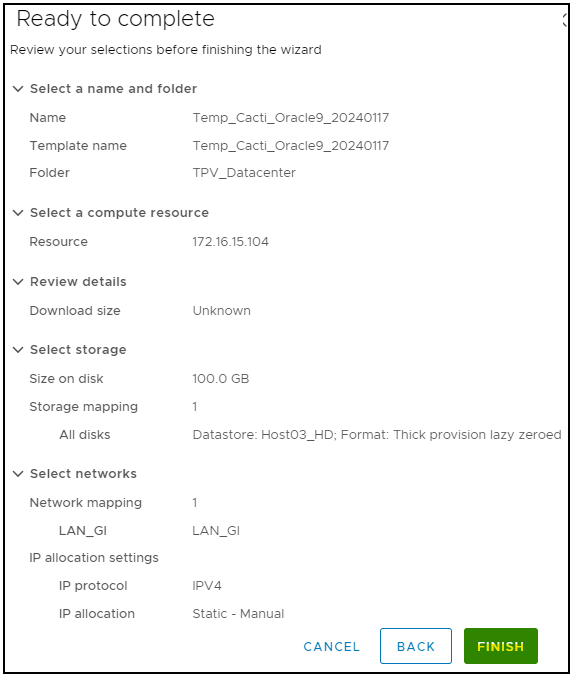 Ready to complete
Review your selections before finishing the wizard
Select a name and folder
Name Temp_Cacti_Oracle9_20240117
Template name Temp_Cacti_Oracle9_20240117
Folder TPV_Datacenter
Select a compute resource
Resource 172.16.15.104
Review details
Download size Unknown
Select storage
Size on disk 100.0 GB
Storage mapping 1
All disks Datastore: Host03_HD; Format: Thick provision lazy zeroed
Select networks
Network mapping 1
LAN_GI LAN_GI
IP allocation settings
IP protocol IPV4
IP allocation Static - Manual
CANCEL BACK FINISH